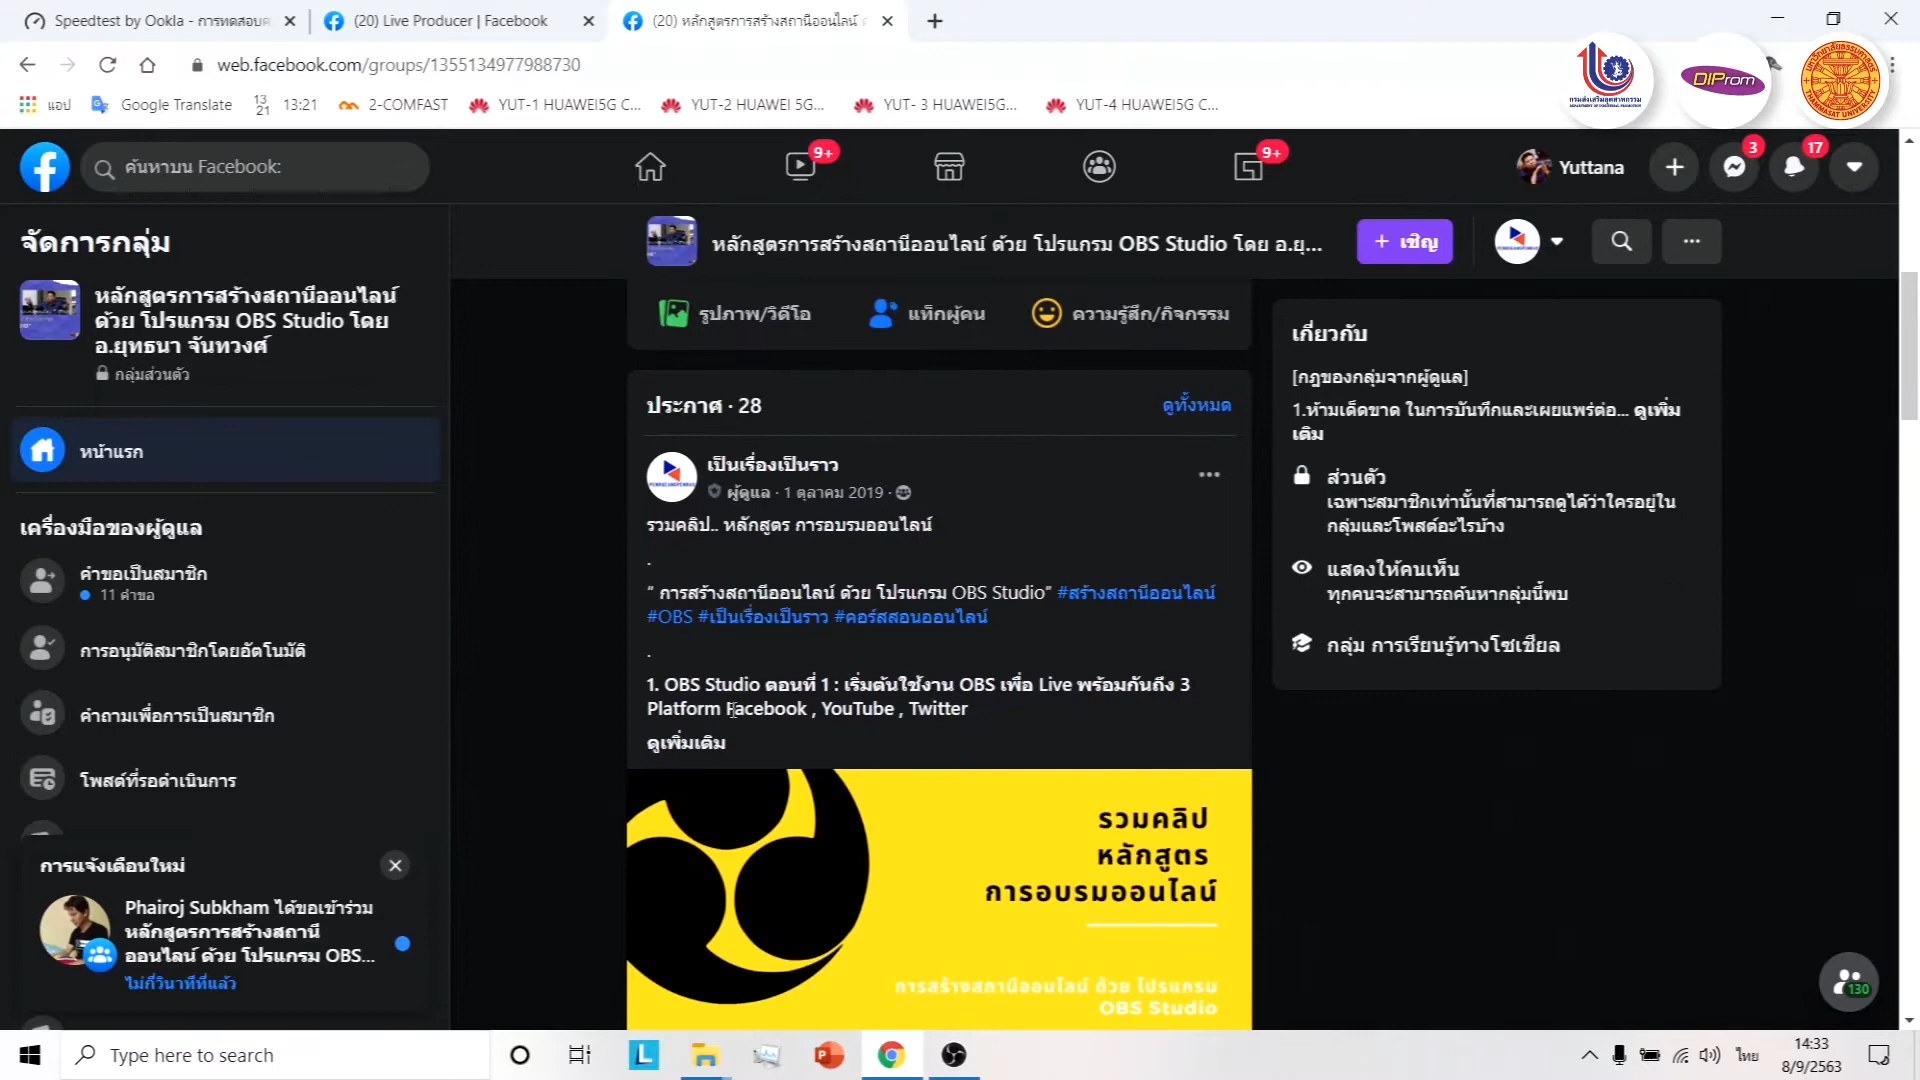 Speedtest by Ookla - การทดสอบค
(20) Live Producer | Facebook
(20) หลักสูตรการสร้างสถานีออนไลน์
web.facebook.com/groups/1355134977988730
แอป
Google Translate
13 21
13:21
2-COMFAST
YUT-1 HUAWEI5G C...
YUT-2 HUAWEI 5G...
YUT- 3 HUAWEI5G...
YUT-4 HUAWEI5G C...
กรมส่งเสริมอุตสาหกรรม
DIProm
THAMMASAT UNIVERSITY
ค้นหาบน Facebook:
9+
9+
Yuttana
3
17
จัดการกลุ่ม
หลักสูตรการสร้างสถานีออนไลน์
ด้วย โปรแกรม OBS Studio โดย
อ.ยุทธนา จันทวงศ์
กลุ่มส่วนตัว
หน้าแรก
เครื่องมือของผู้ดูแล
คำขอเป็นสมาชิก
11 คำขอ
การอนุมัติสมาชิกโดยอัตโนมัติ
คำถามเพื่อการเป็นสมาชิก
โพสต์ที่รอดำเนินการ
การแจ้งเตือนใหม่
Phairoj Subkham ได้ขอเข้าร่วม
หลักสูตรการสร้างสถานี
ออนไลน์ ด้วย โปรแกรม OBS...
ไม่กี่วินาทีที่แล้ว
หลักสูตรการสร้างสถานีออนไลน์ ด้วย โปรแกรม OBS Studio โดย อ.ยุ...
+ เชิญ
รูปภาพ/วิดีโอ
แท็กผู้คน
ความรู้สึก/กิจกรรม
ประกาศ · 28
ดูทั้งหมด
เป็นเรื่องเป็นราว
ผู้ดูแล · 1 ตุลาคม 2019 ·
รวมคลิป.. หลักสูตร การอบรมออนไลน์
.
“ การสร้างสถานีออนไลน์ ด้วย โปรแกรม OBS Studio” #สร้างสถานีออนไลน์
#OBS #เป็นเรื่องเป็นราว #คอร์สสอนออนไลน์
.
1. OBS Studio ตอนที่ 1 : เริ่มต้นใช้งาน OBS เพื่อ Live พร้อมกันถึง 3
Platform Facebook , YouTube , Twitter
ดูเพิ่มเติม
รวมคลิป
หลักสูตร
การอบรมออนไลน์
การสร้างสถานีออนไลน์ ด้วย โปรแกรม
OBS Studio
เกี่ยวกับ
[กฎของกลุ่มจากผู้ดูแล]
1.ห้ามเด็ดขาด ในการบันทึกและเผยแพร่ต่อ... ดูเพิ่ม
เติม
ส่วนตัว
เฉพาะสมาชิกเท่านั้นที่สามารถดูได้ว่าใครอยู่ใน
กลุ่มและโพสต์อะไรบ้าง
แสดงให้คนเห็น
ทุกคนจะสามารถค้นหากลุ่มนี้พบ
กลุ่ม การเรียนรู้ทางโซเชียล
130
Type here to search
ไทย
14:33
8/9/2563